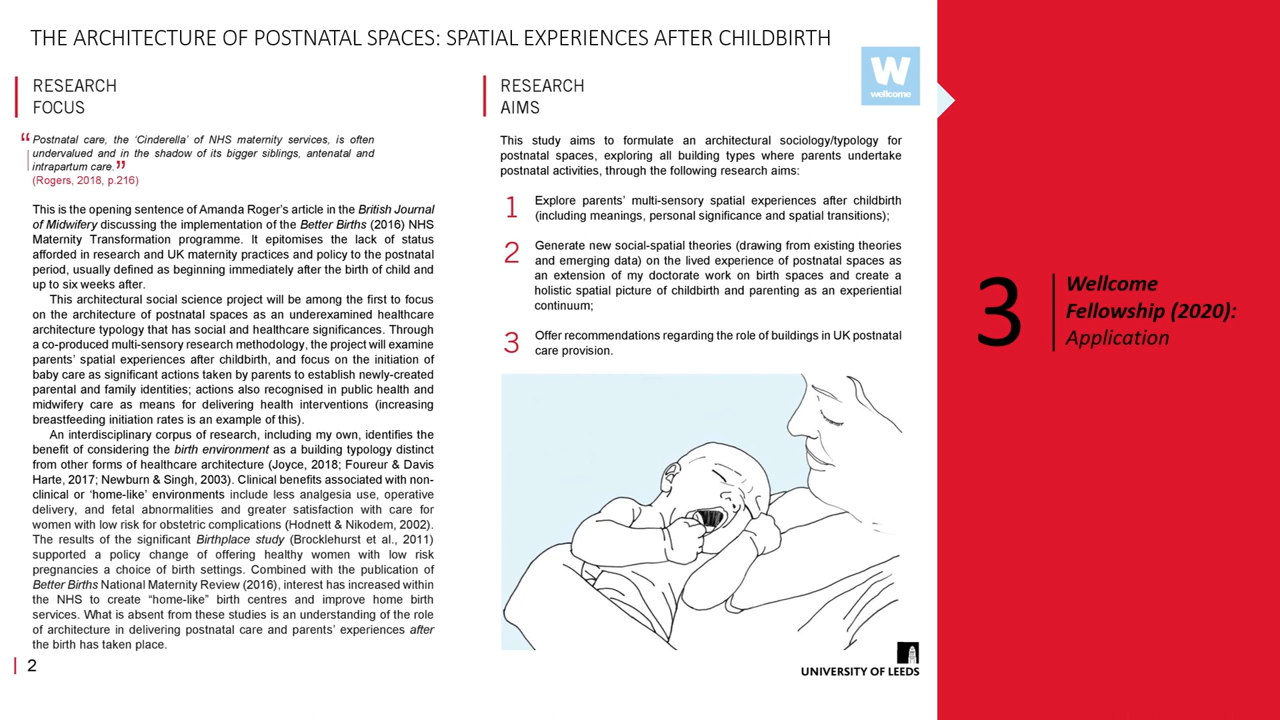 THE ARCHITECTURE OF POSTNATAL SPACES: SPATIAL EXPERIENCES AFTER CHILDBIRTH
W
wellcome
RESEARCH
FOCUS
“Postnatal care, the ‘Cinderella’ of NHS maternity services, is often
undervalued and in the shadow of its bigger siblings, antenatal and
intrapartum care.”
(Rogers, 2018, p.216)
This is the opening sentence of Amanda Roger’s article in the British Journal
of Midwifery discussing the implementation of the Better Births (2016) NHS
Maternity Transformation programme. It epitomises the lack of status
afforded in research and UK maternity practices and policy to the postnatal
period, usually defined as beginning immediately after the birth of child and
up to six weeks after.
This architectural social science project will be among the first to focus
on the architecture of postnatal spaces as an underexamined healthcare
architecture typology that has social and healthcare significances. Through
a co-produced multi-sensory research methodology, the project will examine
parents’ spatial experiences after childbirth, and focus on the initiation of
baby care as significant actions taken by parents to establish newly-created
parental and family identities; actions also recognised in public health and
midwifery care as means for delivering health interventions (increasing
breastfeeding initiation rates is an example of this).
An interdisciplinary corpus of research, including my own, identifies the
benefit of considering the birth environment as a building typology distinct
from other forms of healthcare architecture (Joyce, 2018; Foureur & Davis
Harte, 2017; Newburn & Singh, 2003). Clinical benefits associated with non-
clinical or ‘home-like’ environments include less analgesia use, operative
delivery, and fetal abnormalities and greater satisfaction with care for
women with low risk for obstetric complications (Hodnett & Nikodem, 2002).
The results of the significant Birthplace study (Brocklehurst et al., 2011)
supported a policy change of offering healthy women with low risk
pregnancies a choice of birth settings. Combined with the publication of
Better Births National Maternity Review (2016), interest has increased within
the NHS to create “home-like” birth centres and improve home birth
services. What is absent from these studies is an understanding of the role
of architecture in delivering postnatal care and parents’ experiences after
the birth has taken place.
2
RESEARCH
AIMS
This study aims to formulate an architectural sociology/typology for
postnatal spaces, exploring all building types where parents undertake
postnatal activities, through the following research aims:
1 Explore parents’ multi-sensory spatial experiences after childbirth
(including meanings, personal significance and spatial transitions);
2 Generate new social-spatial theories (drawing from existing theories
and emerging data) on the lived experience of postnatal spaces as
an extension of my doctorate work on birth spaces and create a
holistic spatial picture of childbirth and parenting as an experiential
continuum;
3 Offer recommendations regarding the role of buildings in UK postnatal
care provision.
UNIVERSITY OF LEEDS
3
Wellcome
Fellowship (2020):
Application